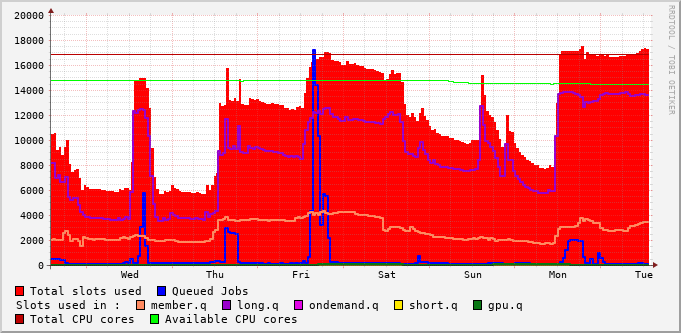 20000
18000
16000
14000
12000
10000
8000
6000
4000
2000
0
Wed Thu Fri Sat Sun Mon Tue
RRDTOOL / TOBI OETIKER
Total slots used Queued Jobs
Slots used in : member.q long.q ondemand.q short.q gpu.q
Total CPU cores Available CPU cores